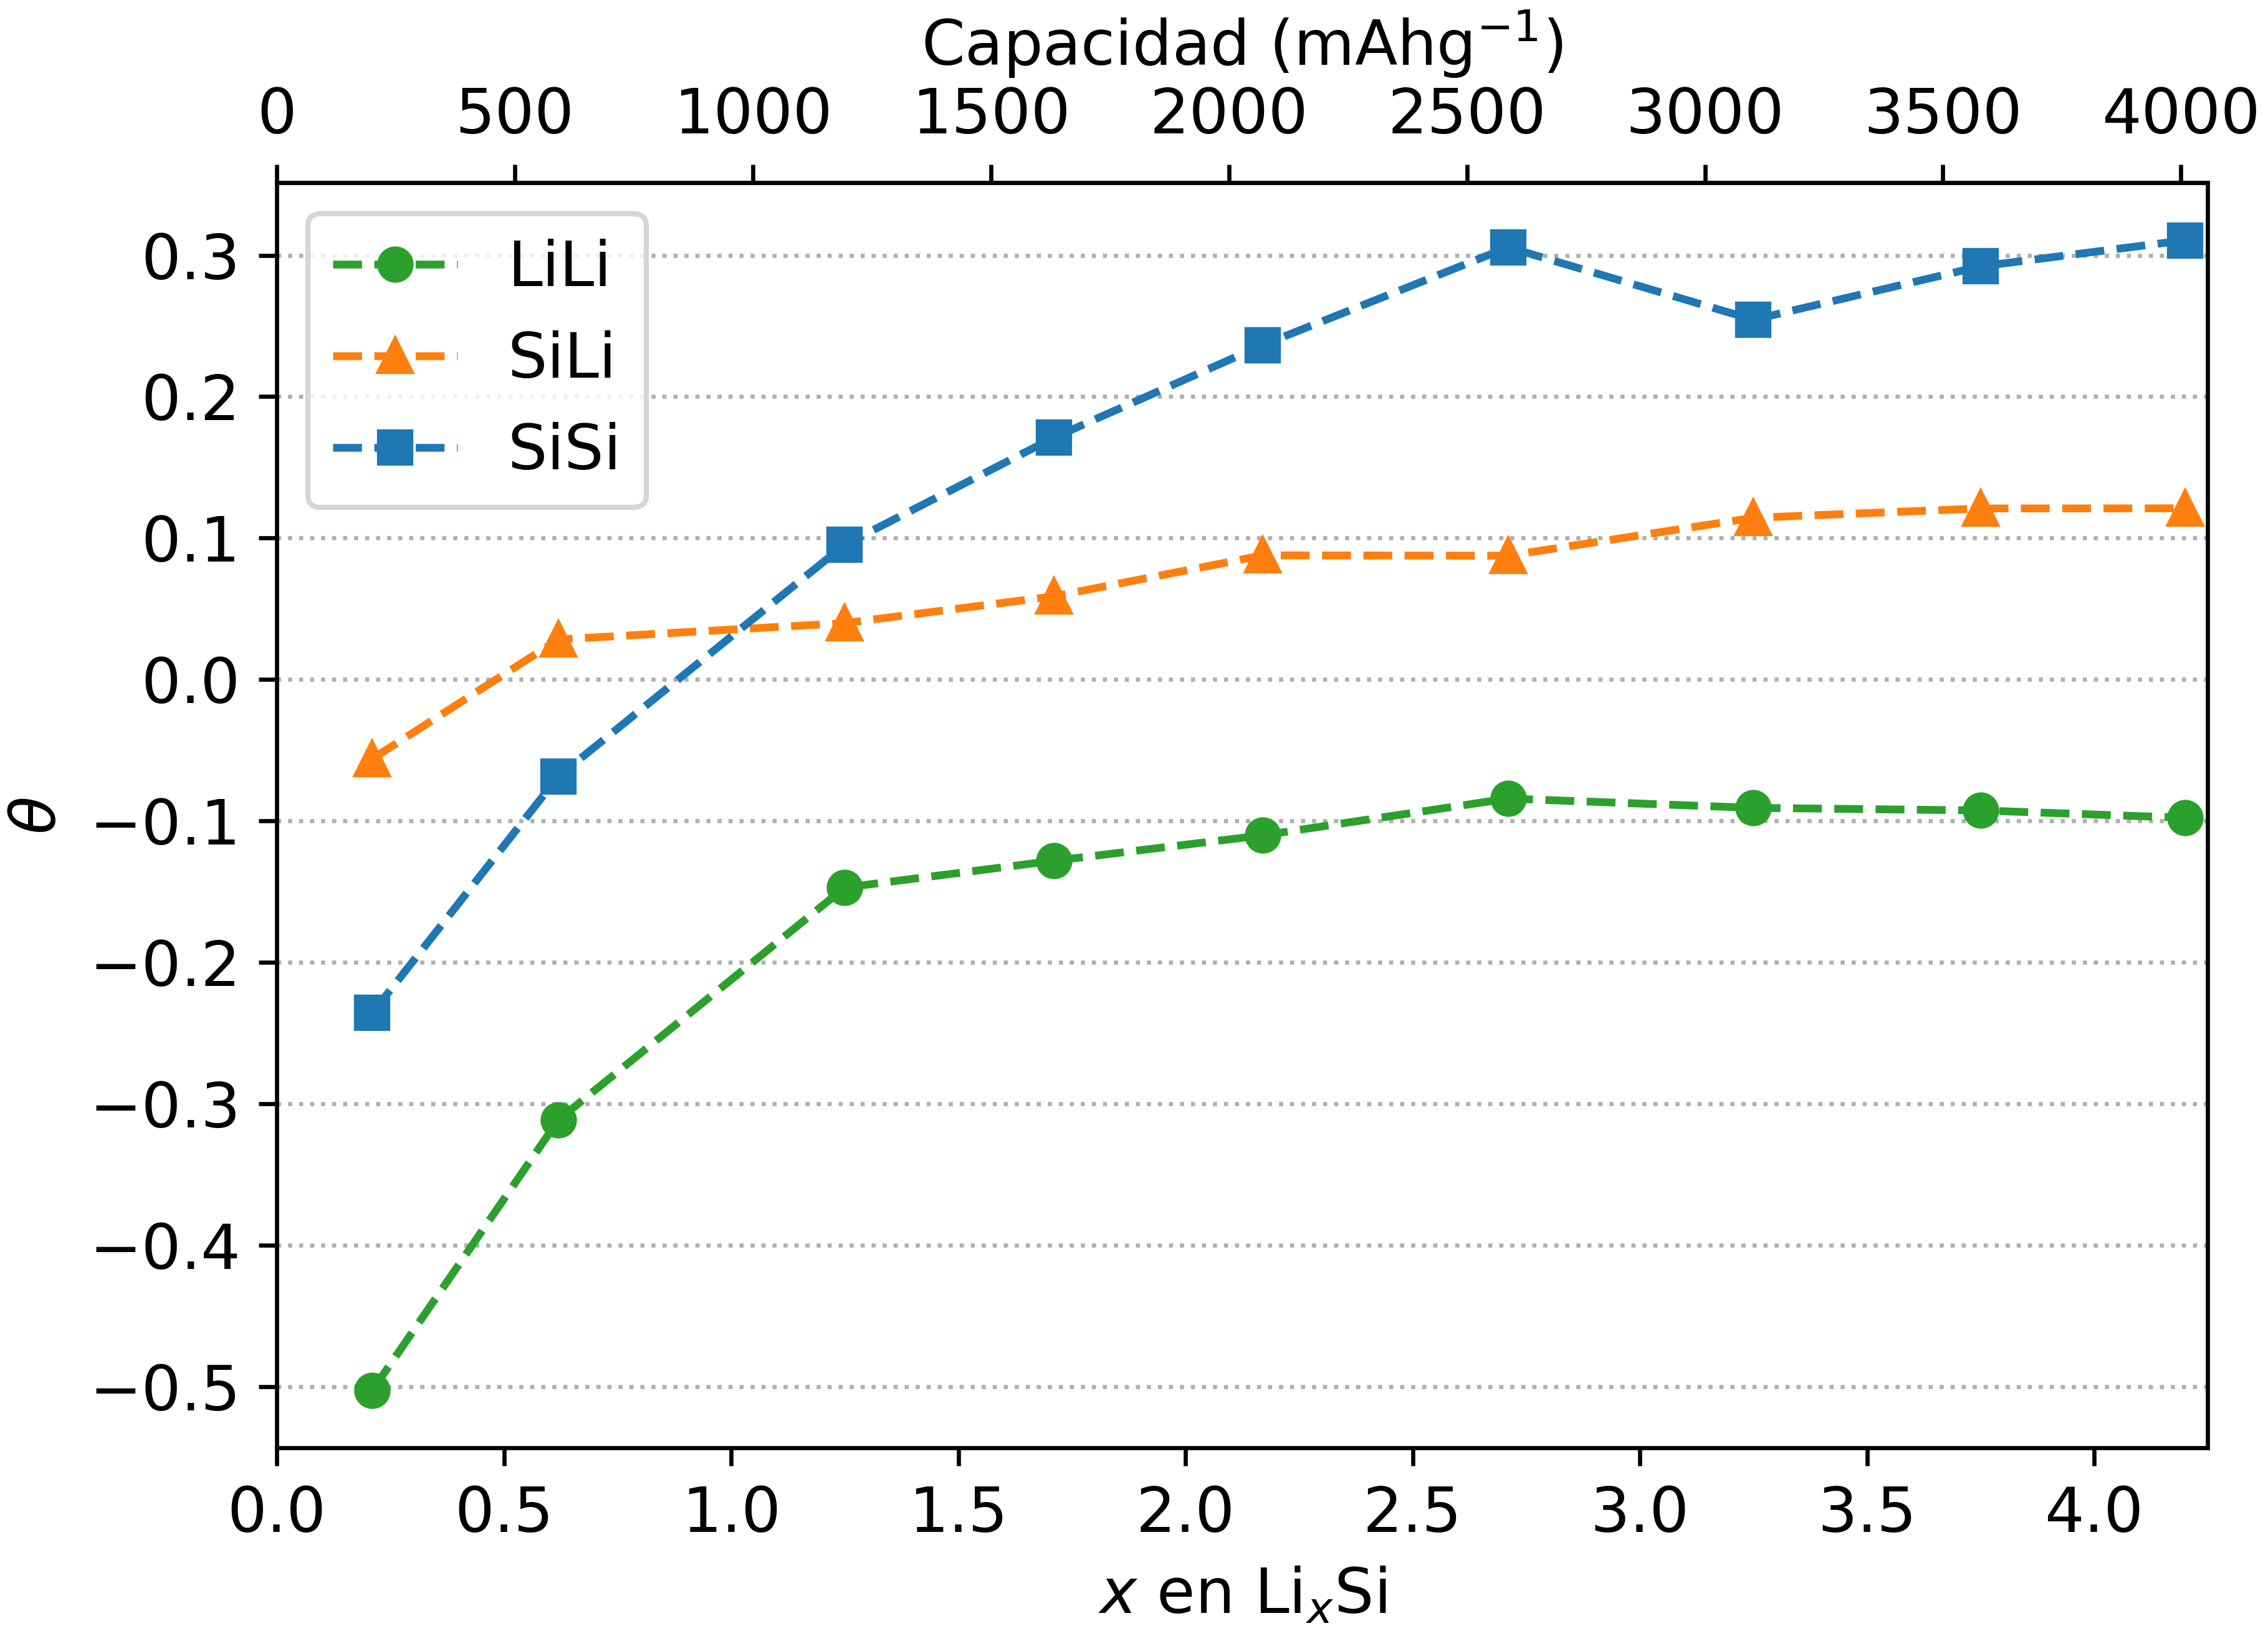 Capacidad (mAhg⁻¹)
0 500 1000 1500 2000 2500 3000 3500 4000
LiLi
SiLi
SiSi
0.3
0.2
0.1
0.0
−0.1
−0.2
−0.3
−0.4
−0.5
θ
0.0 0.5 1.0 1.5 2.0 2.5 3.0 3.5 4.0
x en LiₓSi